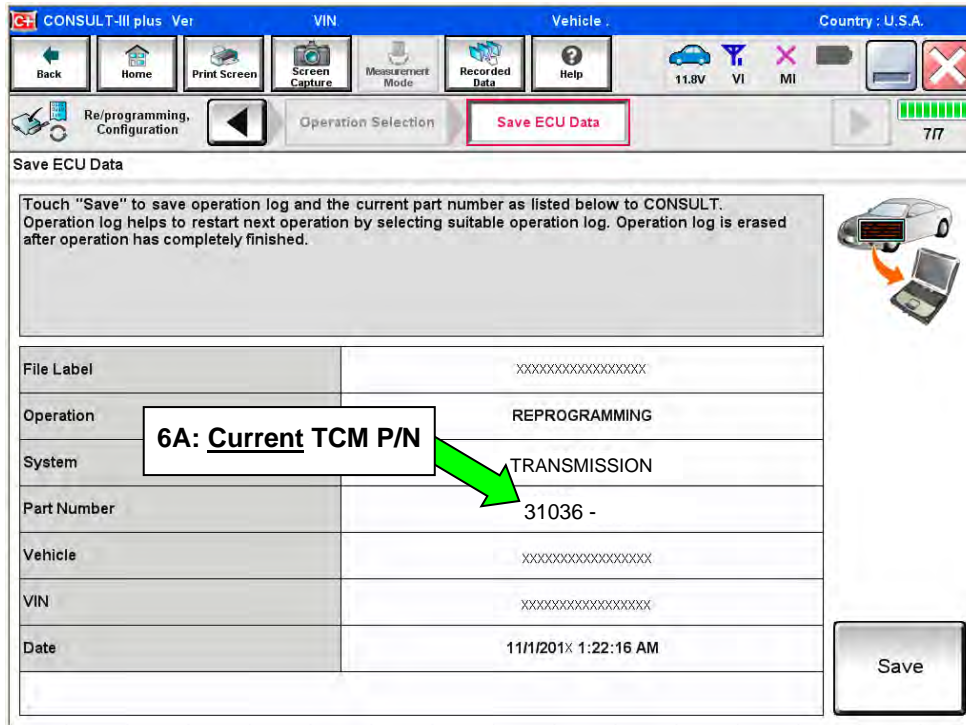 C+ CONSULT-III plus Ver VIN Vehicle . Country : U.S.A.
Back
Home
Print Screen
Screen Capture
Measurement Mode
Recorded Data
Help
11.8V
VI
MI
Re/programming, Configuration
Operation Selection
Save ECU Data
7/7
Save ECU Data
Touch "Save" to save operation log and the current part number as listed below to CONSULT.
Operation log helps to restart next operation by selecting suitable operation log. Operation log is erased
after operation has completely finished.
File Label XXXXXXXXXXXXXXXXX
Operation REPROGRAMMING
6A: Current TCM P/N
System TRANSMISSION
Part Number 31036 -
Vehicle XXXXXXXXXXXXXXXXX
VIN XXXXXXXXXXXXXXXXX
Date 11/1/201X 1:22:16 AM
Save